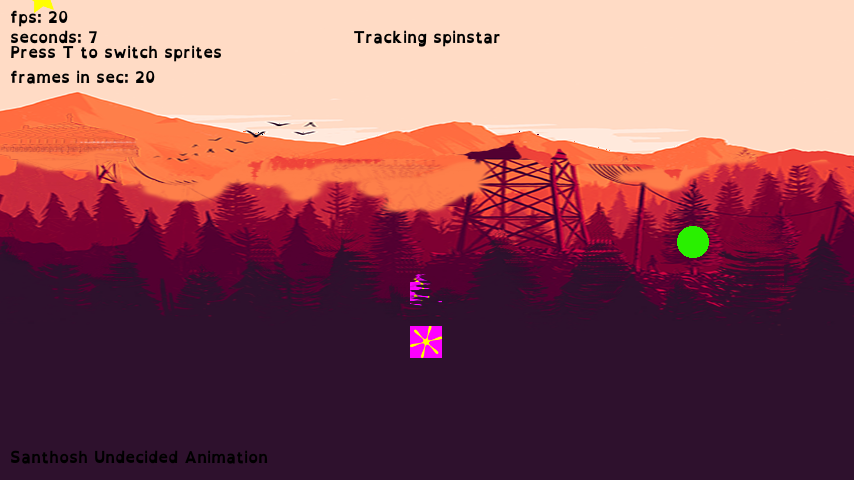 fps: 20
seconds: 7
Press T to switch sprites
frames in sec: 20
Tracking spinstar
Santhosh Undecided Animation